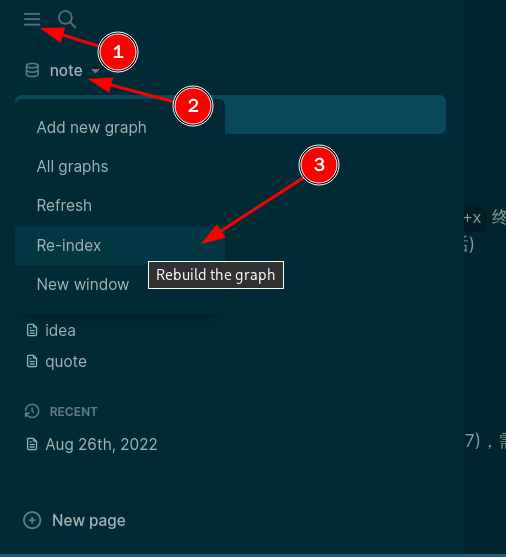 1
note
2
Add new graph
3
All graphs
Refresh
+x 终
Re-index
Rebuild the graph
New window
idea
quote
RECENT
7)，需
Aug 26th, 2022
New page